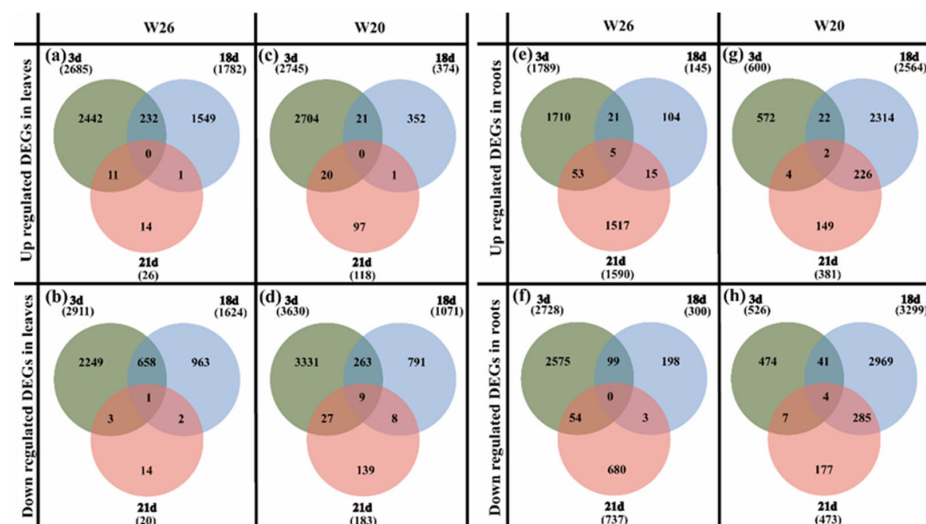 W26 W20 W26 W20
Up regulated DEGs in leaves
(a) 3d 18d
(2685) (1782)
2442 232 1549
0
11 1
14
21d
(26)
(c) 3d 18d
(2745) (374)
2704 21 352
0
20 1
97
21d
(118)
Up regulated DEGs in roots
(e) 3d 18d
(1789) (145)
1710 21 104
5
53 15
1517
21d
(1590)
(g) 3d 18d
(600) (2564)
572 22 2314
2
4 226
149
21d
(381)
Down regulated DEGs in leaves
(b) 3d 18d
(2911) (1624)
2249 658 963
1
3 2
14
21d
(20)
(d) 3d 18d
(3630) (1071)
3331 263 791
9
27 8
139
21d
(183)
Down regulated DEGs in roots
(f) 3d 18d
(2728) (300)
2575 99 198
0
54 3
680
21d
(737)
(h) 3d 18d
(526) (3299)
474 41 2969
4
7 285
177
21d
(473)